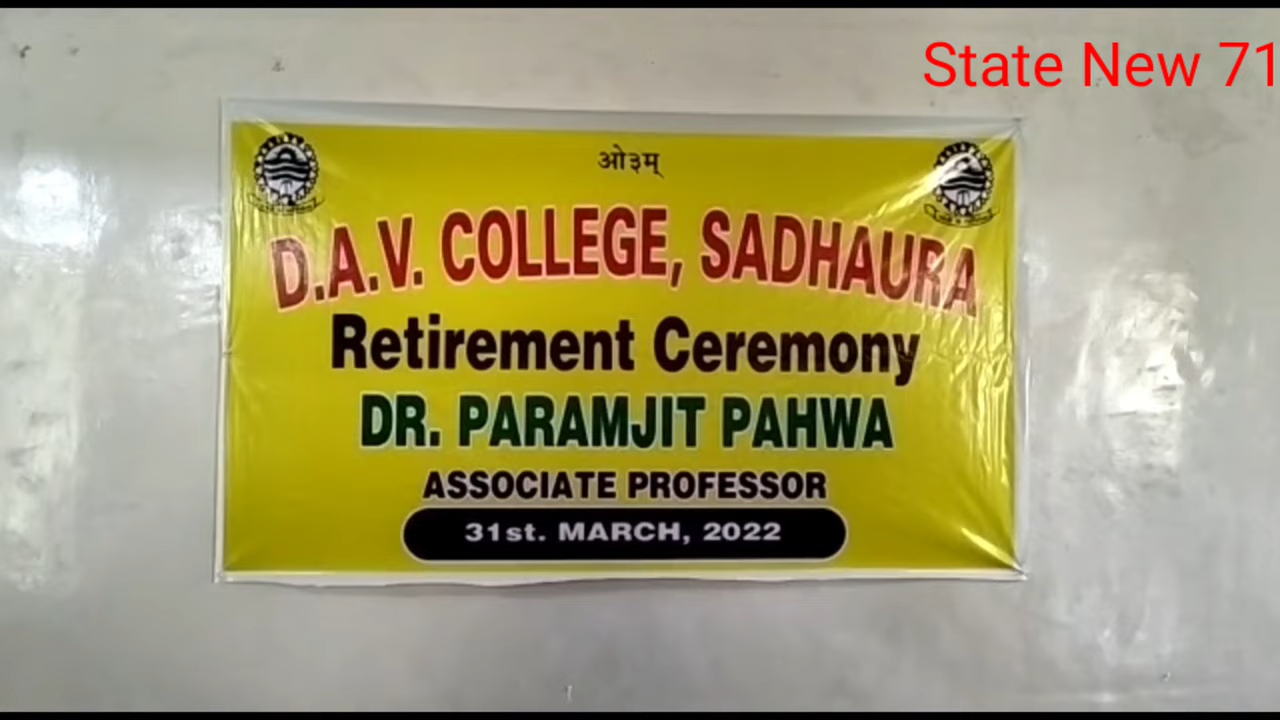 State New 71
ओ३म्
D.A.V. COLLEGE, SADHAURA
Retirement Ceremony
DR. PARAMJIT PAHWA
ASSOCIATE PROFESSOR
31st. MARCH, 2022